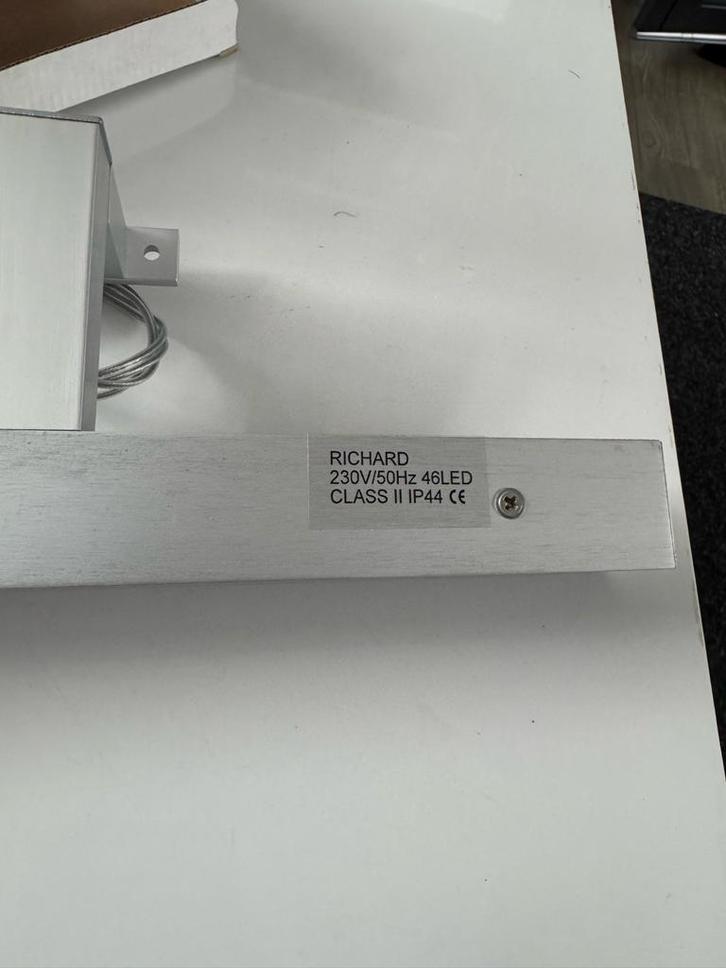 RICHARD
230V/50Hz 46LED
CLASS II IP44 CE